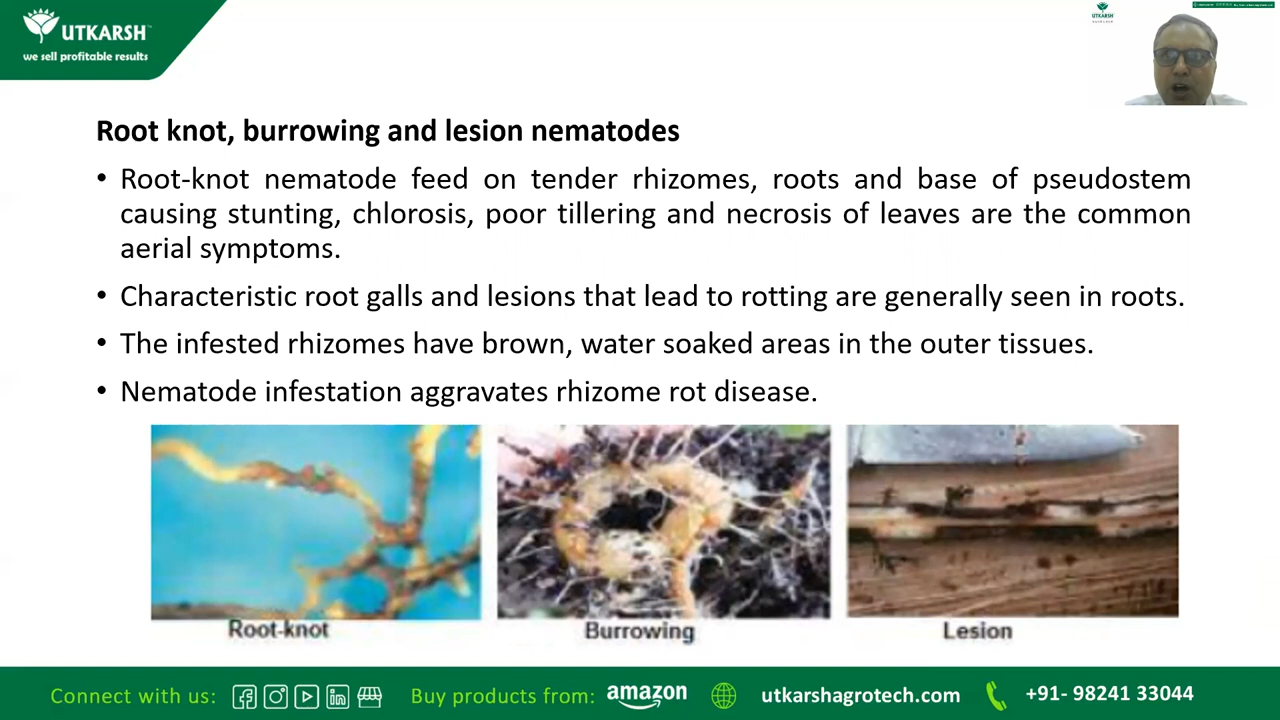 UTKARSH™
we sell profitable results
UTKARSH
Root knot, burrowing and lesion nematodes
• Root-knot nematode feed on tender rhizomes, roots and base of pseudostem
causing stunting, chlorosis, poor tillering and necrosis of leaves are the common
aerial symptoms.
• Characteristic root galls and lesions that lead to rotting are generally seen in roots.
• The infested rhizomes have brown, water soaked areas in the outer tissues.
• Nematode infestation aggravates rhizome rot disease.
Root-knot
Burrowing
Lesion
Connect with us:
Buy products from: amazon
utkarshagrotech.com
+91- 98241 33044